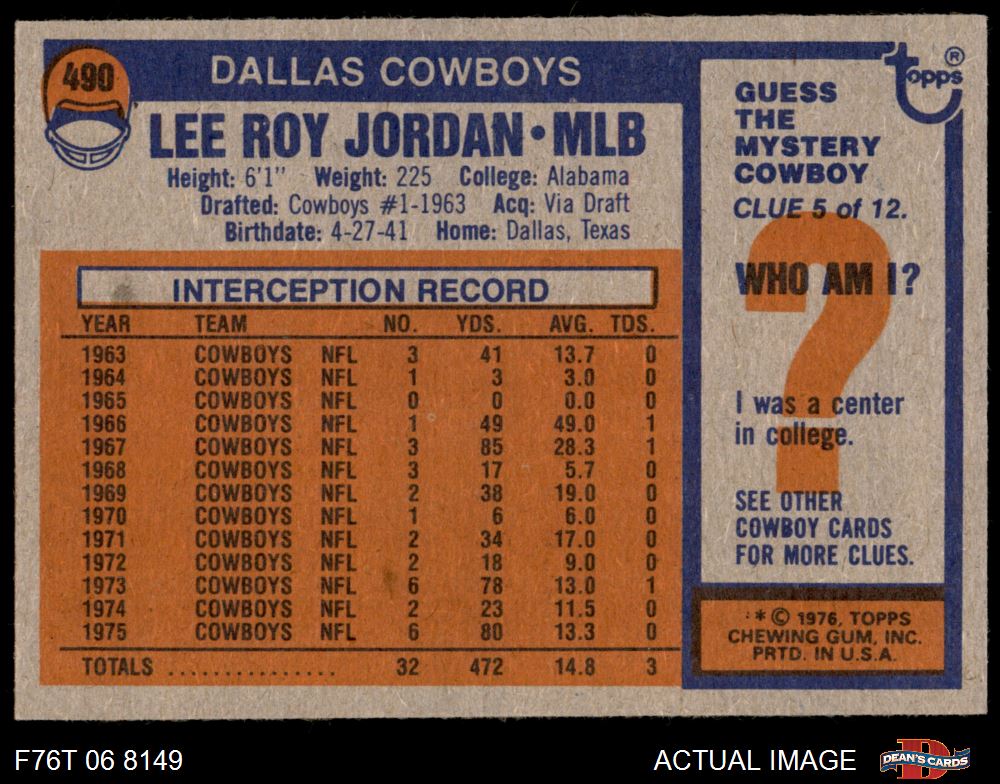 490
DALLAS COWBOYS
LEE ROY JORDAN • MLB
Height: 6'1" Weight: 225 College: Alabama
Drafted: Cowboys #1-1963 Acq: Via Draft
Birthdate: 4-27-41 Home: Dallas, Texas
INTERCEPTION RECORD
YEAR TEAM NO. YDS. AVG. TDS.
1963 COWBOYS NFL 3 41 13.7 0
1964 COWBOYS NFL 1 3 3.0 0
1965 COWBOYS NFL 0 0 0.0 0
1966 COWBOYS NFL 1 49 49.0 1
1967 COWBOYS NFL 3 85 28.3 1
1968 COWBOYS NFL 3 17 5.7 0
1969 COWBOYS NFL 2 38 19.0 0
1970 COWBOYS NFL 1 6 6.0 0
1971 COWBOYS NFL 2 34 17.0 0
1972 COWBOYS NFL 2 18 9.0 0
1973 COWBOYS NFL 6 78 13.0 1
1974 COWBOYS NFL 2 23 11.5 0
1975 COWBOYS NFL 6 80 13.3 0
TOTALS ............... 32 472 14.8 3
topps ®
GUESS
THE
MYSTERY
COWBOY
CLUE 5 of 12.
?
WHO AM I?
I was a center
in college.
SEE OTHER
COWBOY CARDS
FOR MORE CLUES.
* © 1976, TOPPS
CHEWING GUM, INC.
PRTD. IN U.S.A.
F76T 06 8149
ACTUAL IMAGE
DEAN'S CARDS